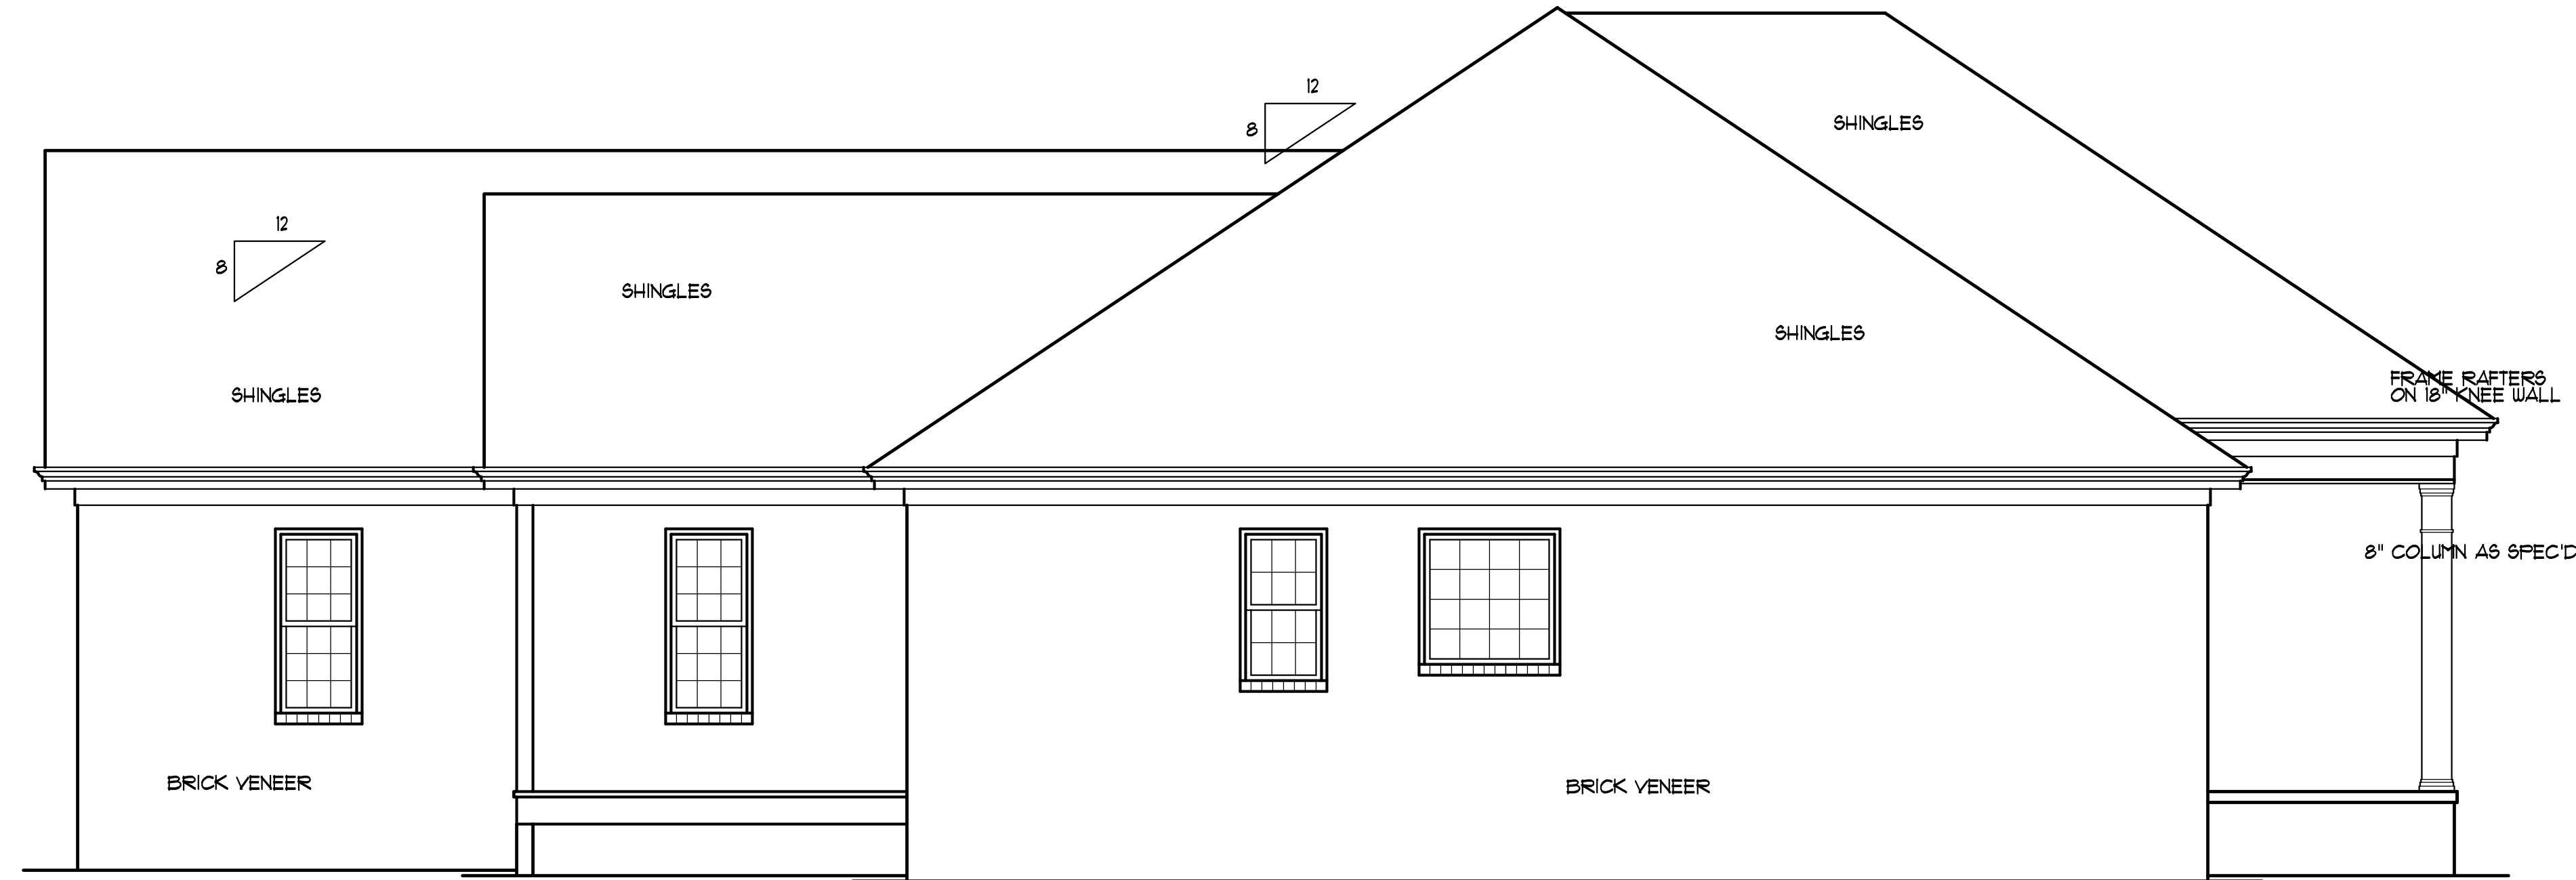 12
8
SHINGLES
12
8
SHINGLES
SHINGLES
SHINGLES
FRAME RAFTERS
ON 18" KNEE WALL
SHINGLES
8" COLUMN AS SPEC'D
BRICK VENEER
BRICK VENEER